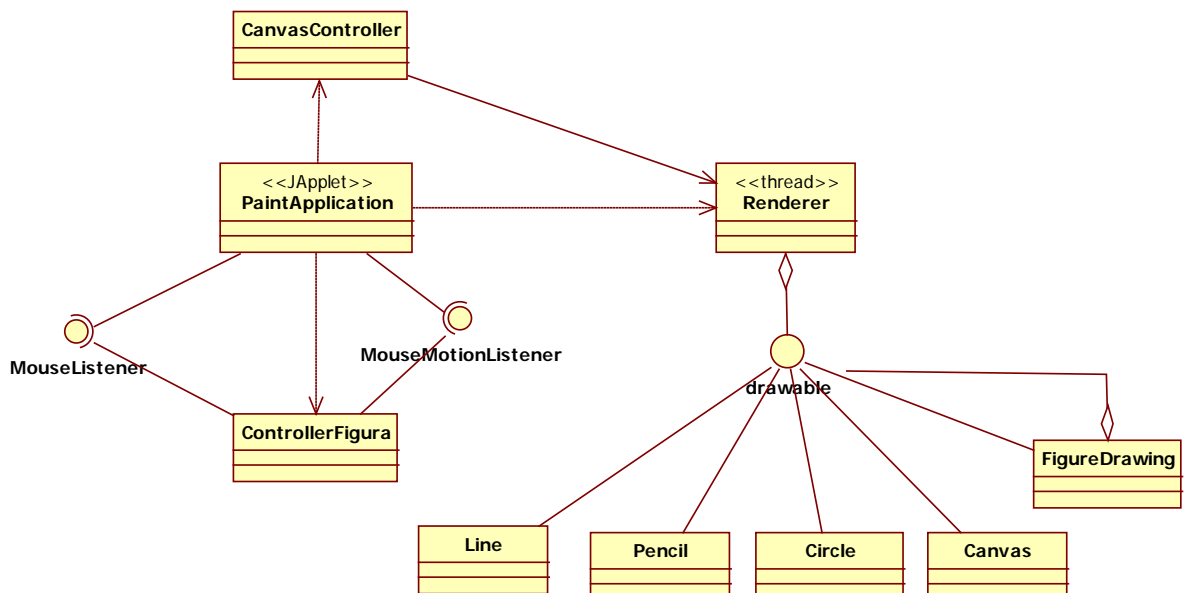 CanvasController
<<JApplet>>
PaintApplication
<<thread>>
Renderer
MouseListener
MouseMotionListener
drawable
ControllerFigura
FigureDrawing
Line
Pencil
Circle
Canvas